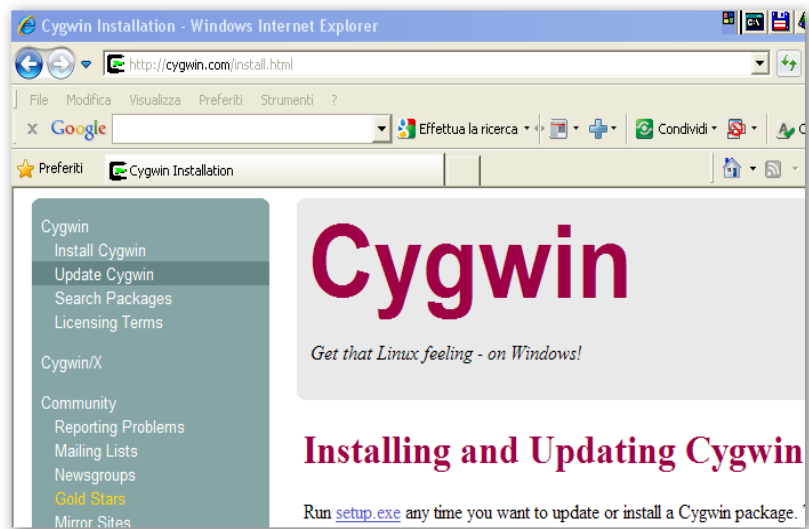 Cygwin Installation - Windows Internet Explorer
http://cygwin.com/install.html
File Modifica Visualizza Preferiti Strumenti ?
x Google Effettua la ricerca Condividi
Preferiti Cygwin Installation
Cygwin
Install Cygwin
Update Cygwin
Search Packages
Licensing Terms
Cygwin/X
Community
Reporting Problems
Mailing Lists
Newsgroups
Gold Stars
Mirror Sites
Cygwin
Get that Linux feeling - on Windows!
Installing and Updating Cygwin
Run setup.exe any time you want to update or install a Cygwin package.